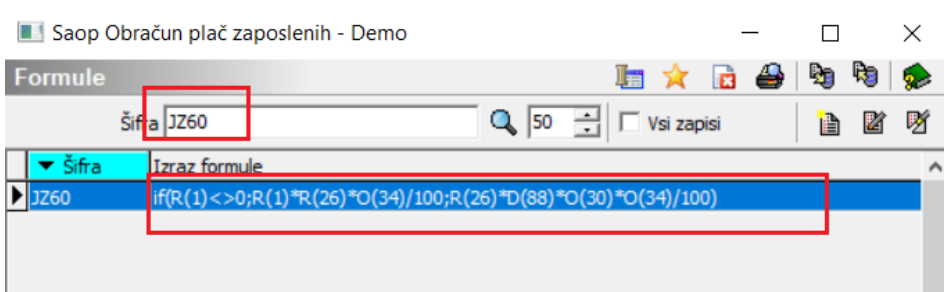 Saop Obračun plač zaposlenih - Demo
Formule
Šifra JZ60 50 Vsi zapisi
Šifra Izraz formule
JZ60 if(R(1)<>0;R(1)*R(26)*O(34)/100;R(26)*D(88)*O(30)*O(34)/100)